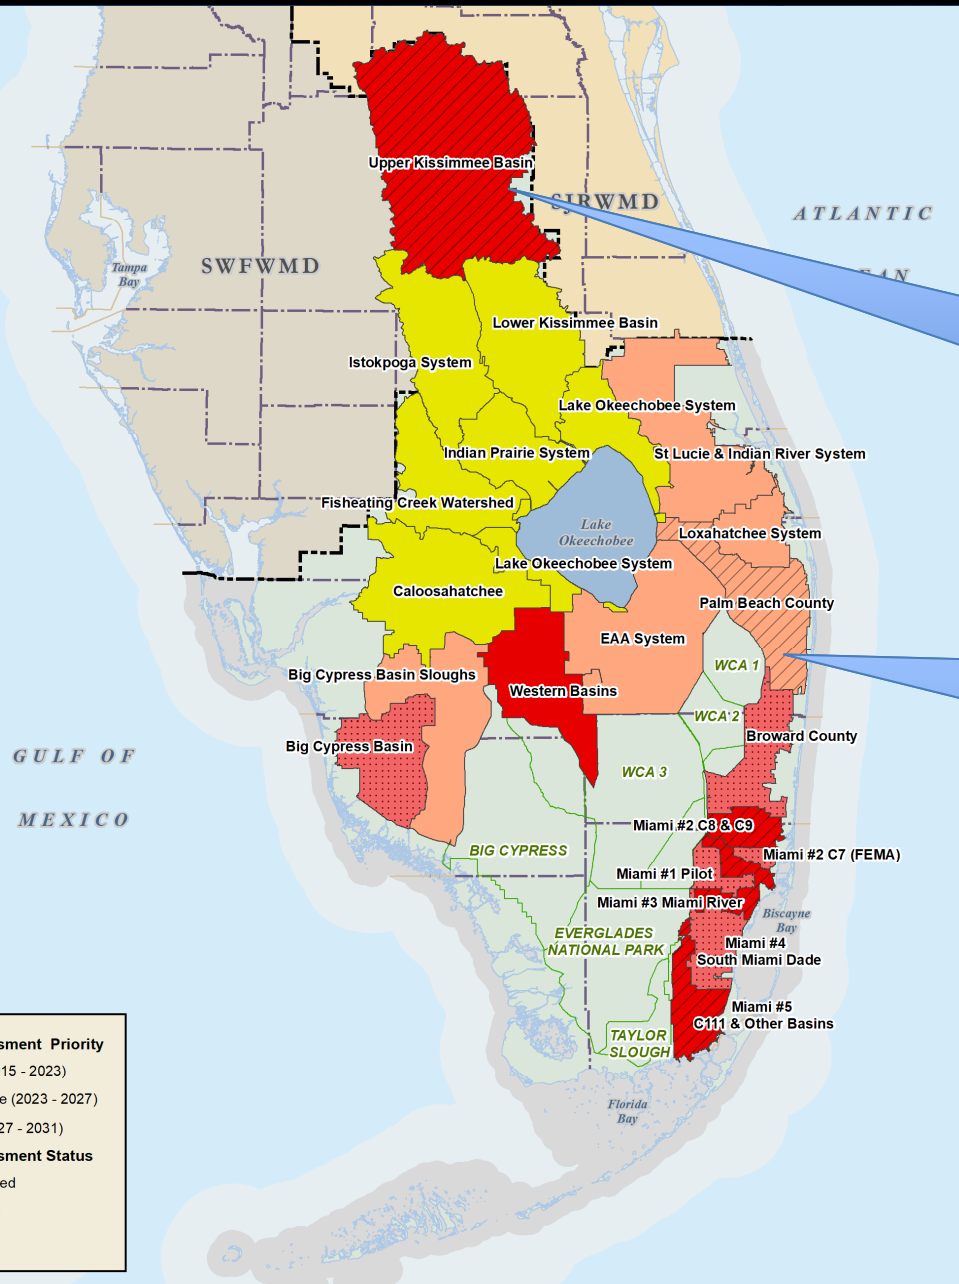 Upper Kissimmee Basin
SJRWMD
ATLANTIC
Tampa
Bay
SWFWMD
Lower Kissimmee Basin
Istokpoga System
Lake Okeechobee System
Indian Prairie System
St Lucie & Indian River System
Fisheating Creek Watershed
Lake
Okeechobee
Loxahatchee System
Lake Okeechobee System
Caloosahatchee
Palm Beach County
EAA System
WCA 1
Big Cypress Basin Sloughs
Western Basins
WCA 2
Broward County
Big Cypress Basin
GULF OF
WCA 3
MEXICO
Miami #2 C8 & C9
BIG CYPRESS
Miami #2 C7 (FEMA)
Miami #1 Pilot
Miami #3 Miami River
Biscayne
Bay
EVERGLADES
NATIONAL PARK
Miami #4
South Miami Dade
Miami #5
C111 & Other Basins
TAYLOR
SLOUGH
Florida
Bay
sment Priority
15 - 2023)
e (2023 - 2027)
27 - 2031)
sment Status
ed